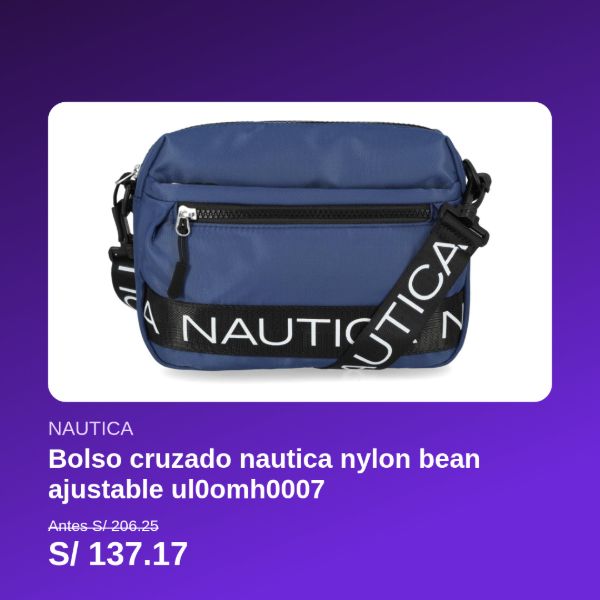 NAUTICA
NAUTICA
NAUTICA
Bolso cruzado nautica nylon bean
ajustable ul0omh0007
Antes S/ 206.25
S/ 137.17